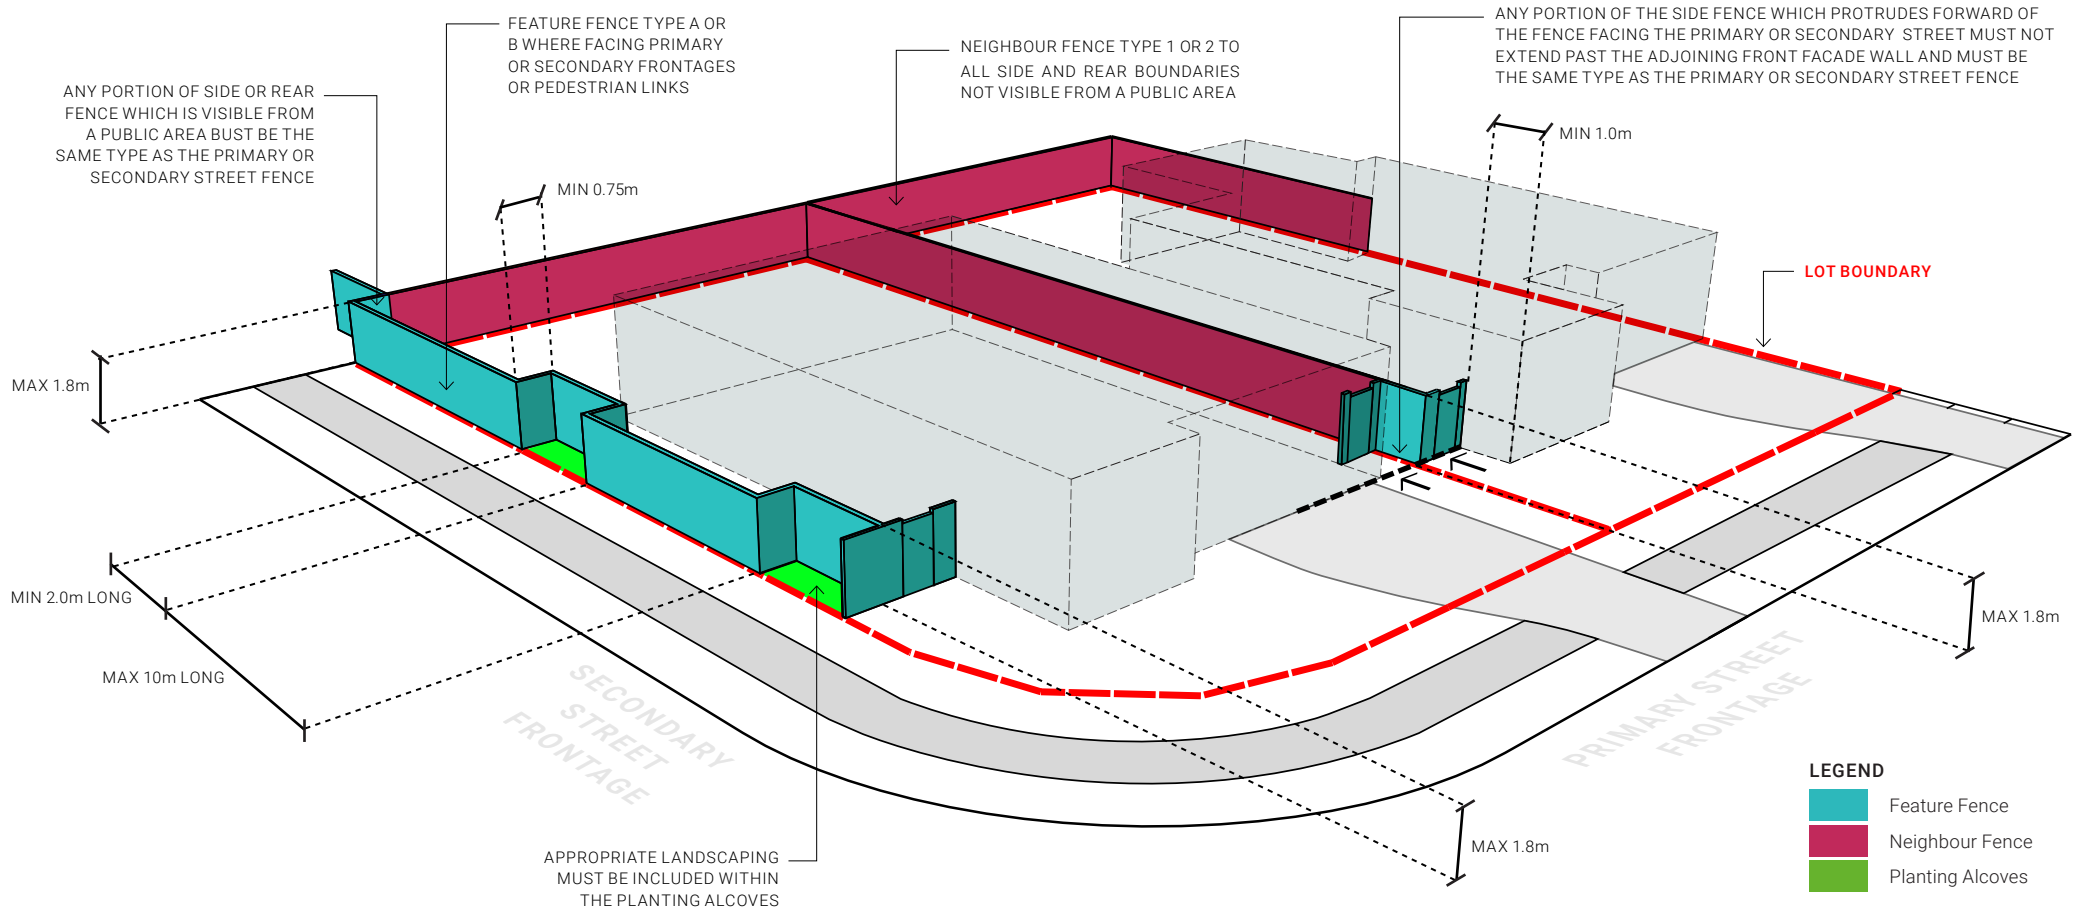 FEATURE FENCE TYPE A OR
B WHERE FACING PRIMARY
OR SECONDARY FRONTAGES
OR PEDESTRIAN LINKS
NEIGHBOUR FENCE TYPE 1 OR 2 TO
ALL SIDE AND REAR BOUNDARIES
NOT VISIBLE FROM A PUBLIC AREA
ANY PORTION OF THE SIDE FENCE WHICH PROTRUDES FORWARD OF
THE FENCE FACING THE PRIMARY OR SECONDARY STREET MUST NOT
EXTEND PAST THE ADJOINING FRONT FACADE WALL AND MUST BE
THE SAME TYPE AS THE PRIMARY OR SECONDARY STREET FENCE
ANY PORTION OF SIDE OR REAR
FENCE WHICH IS VISIBLE FROM
A PUBLIC AREA BUST BE THE
SAME TYPE AS THE PRIMARY OR
SECONDARY STREET FENCE
MIN 0.75m
MIN 1.0m
LOT BOUNDARY
MAX 1.8m
MIN 2.0m LONG
MAX 10m LONG
SECONDARY
STREET
FRONTAGE
PRIMARY STREET
FRONTAGE
MAX 1.8m
MAX 1.8m
APPROPRIATE LANDSCAPING
MUST BE INCLUDED WITHIN
THE PLANTING ALCOVES
LEGEND
Feature Fence
Neighbour Fence
Planting Alcoves